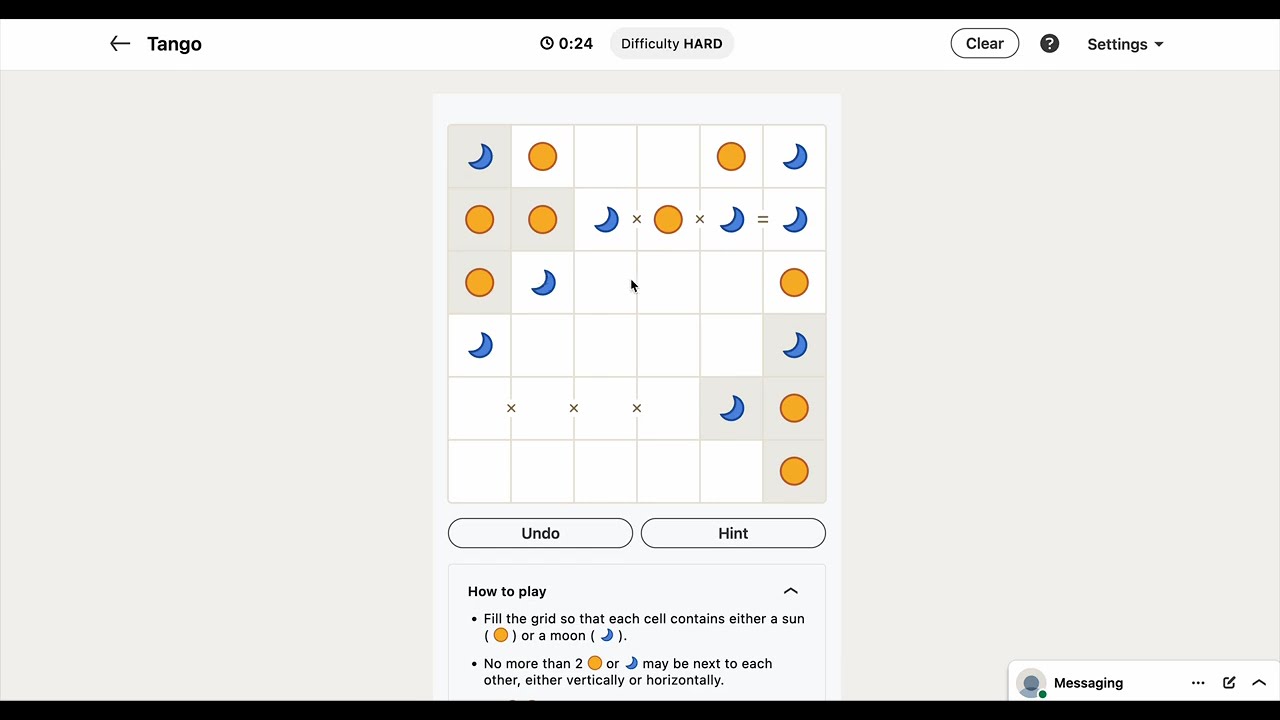 Tango
0:24
Difficulty HARD
Clear
?
Settings
× × =
× × ×
Undo
Hint
How to play
• Fill the grid so that each cell contains either a sun
( ) or a moon ( ).
• No more than 2 or may be next to each
other, either vertically or horizontally.
Messaging